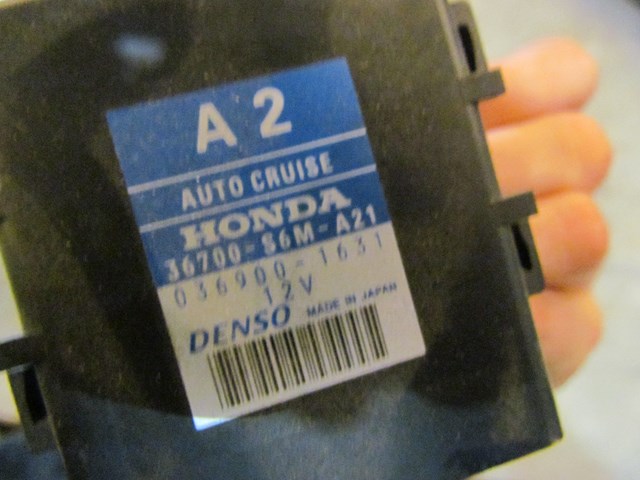 A 2
AUTO CRUISE
HONDA
36700-S6M-A21
036900-1631
12V
DENSO MADE IN JAPAN